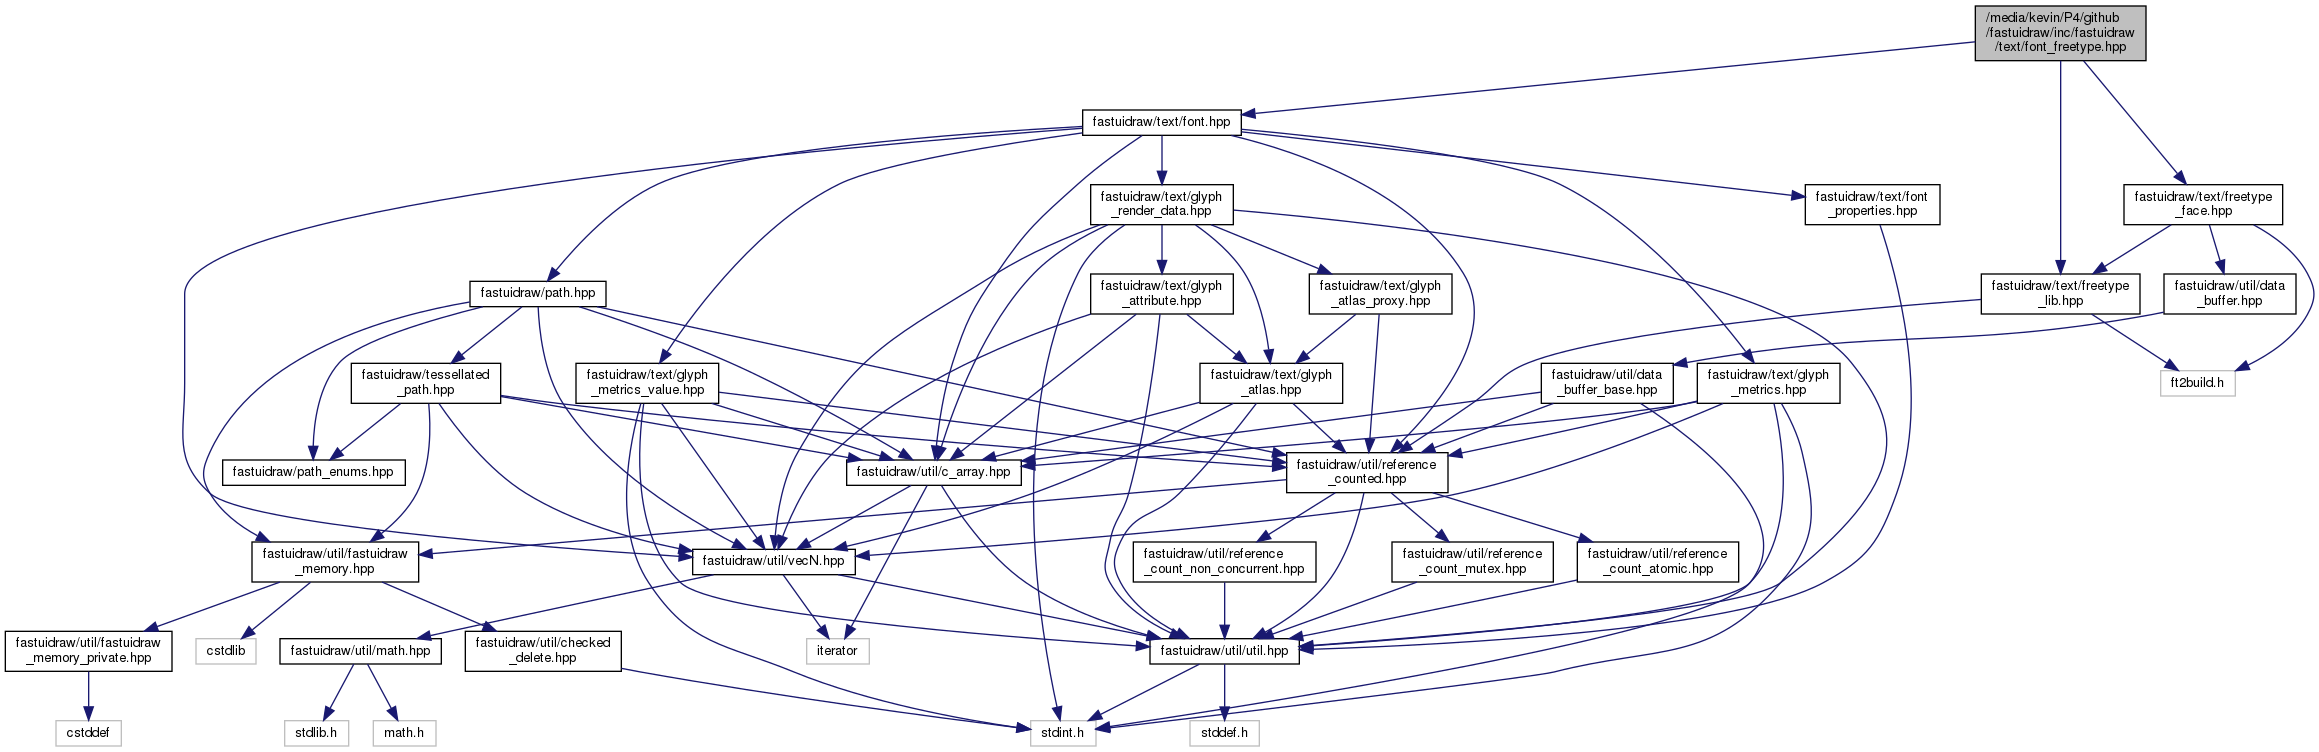 /media/kevin/P4/github
/fastuidraw/inc/fastuidraw
/text/font_freetype.hpp
fastuidraw/text/font.hpp
fastuidraw/text/glyph
_render_data.hpp
fastuidraw/text/font
_properties.hpp
fastuidraw/text/freetype
_face.hpp
fastuidraw/path.hpp
fastuidraw/text/glyph
_attribute.hpp
fastuidraw/text/glyph
_atlas_proxy.hpp
fastuidraw/text/freetype
_lib.hpp
fastuidraw/util/data
_buffer.hpp
fastuidraw/tessellated
_path.hpp
fastuidraw/text/glyph
_metrics_value.hpp
fastuidraw/text/glyph
_atlas.hpp
fastuidraw/util/data
_buffer_base.hpp
fastuidraw/text/glyph
_metrics.hpp
ft2build.h
fastuidraw/path_enums.hpp
fastuidraw/util/c_array.hpp
fastuidraw/util/reference
_counted.hpp
fastuidraw/util/fastuidraw
_memory.hpp
fastuidraw/util/vecN.hpp
fastuidraw/util/reference
_count_non_concurrent.hpp
fastuidraw/util/reference
_count_mutex.hpp
fastuidraw/util/reference
_count_atomic.hpp
fastuidraw/util/fastuidraw
_memory_private.hpp
cstdlib
fastuidraw/util/math.hpp
fastuidraw/util/checked
_delete.hpp
iterator
fastuidraw/util/util.hpp
cstddef
stdlib.h
math.h
stdint.h
stddef.h